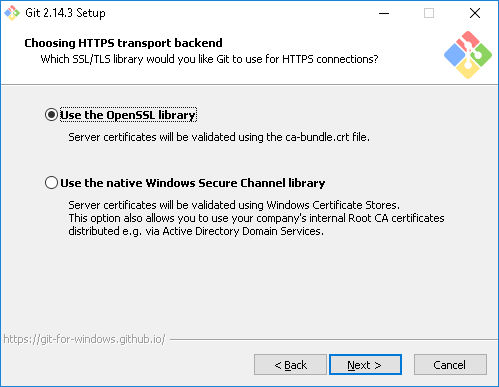 Git 2.14.3 Setup
Choosing HTTPS transport backend
Which SSL/TLS library would you like Git to use for HTTPS connections?
Use the OpenSSL library
Server certificates will be validated using the ca-bundle.crt file.
Use the native Windows Secure Channel library
Server certificates will be validated using Windows Certificate Stores.
This option also allows you to use your company's internal Root CA certificates
distributed e.g. via Active Directory Domain Services.
https://git-for-windows.github.io/
< Back
Next >
Cancel